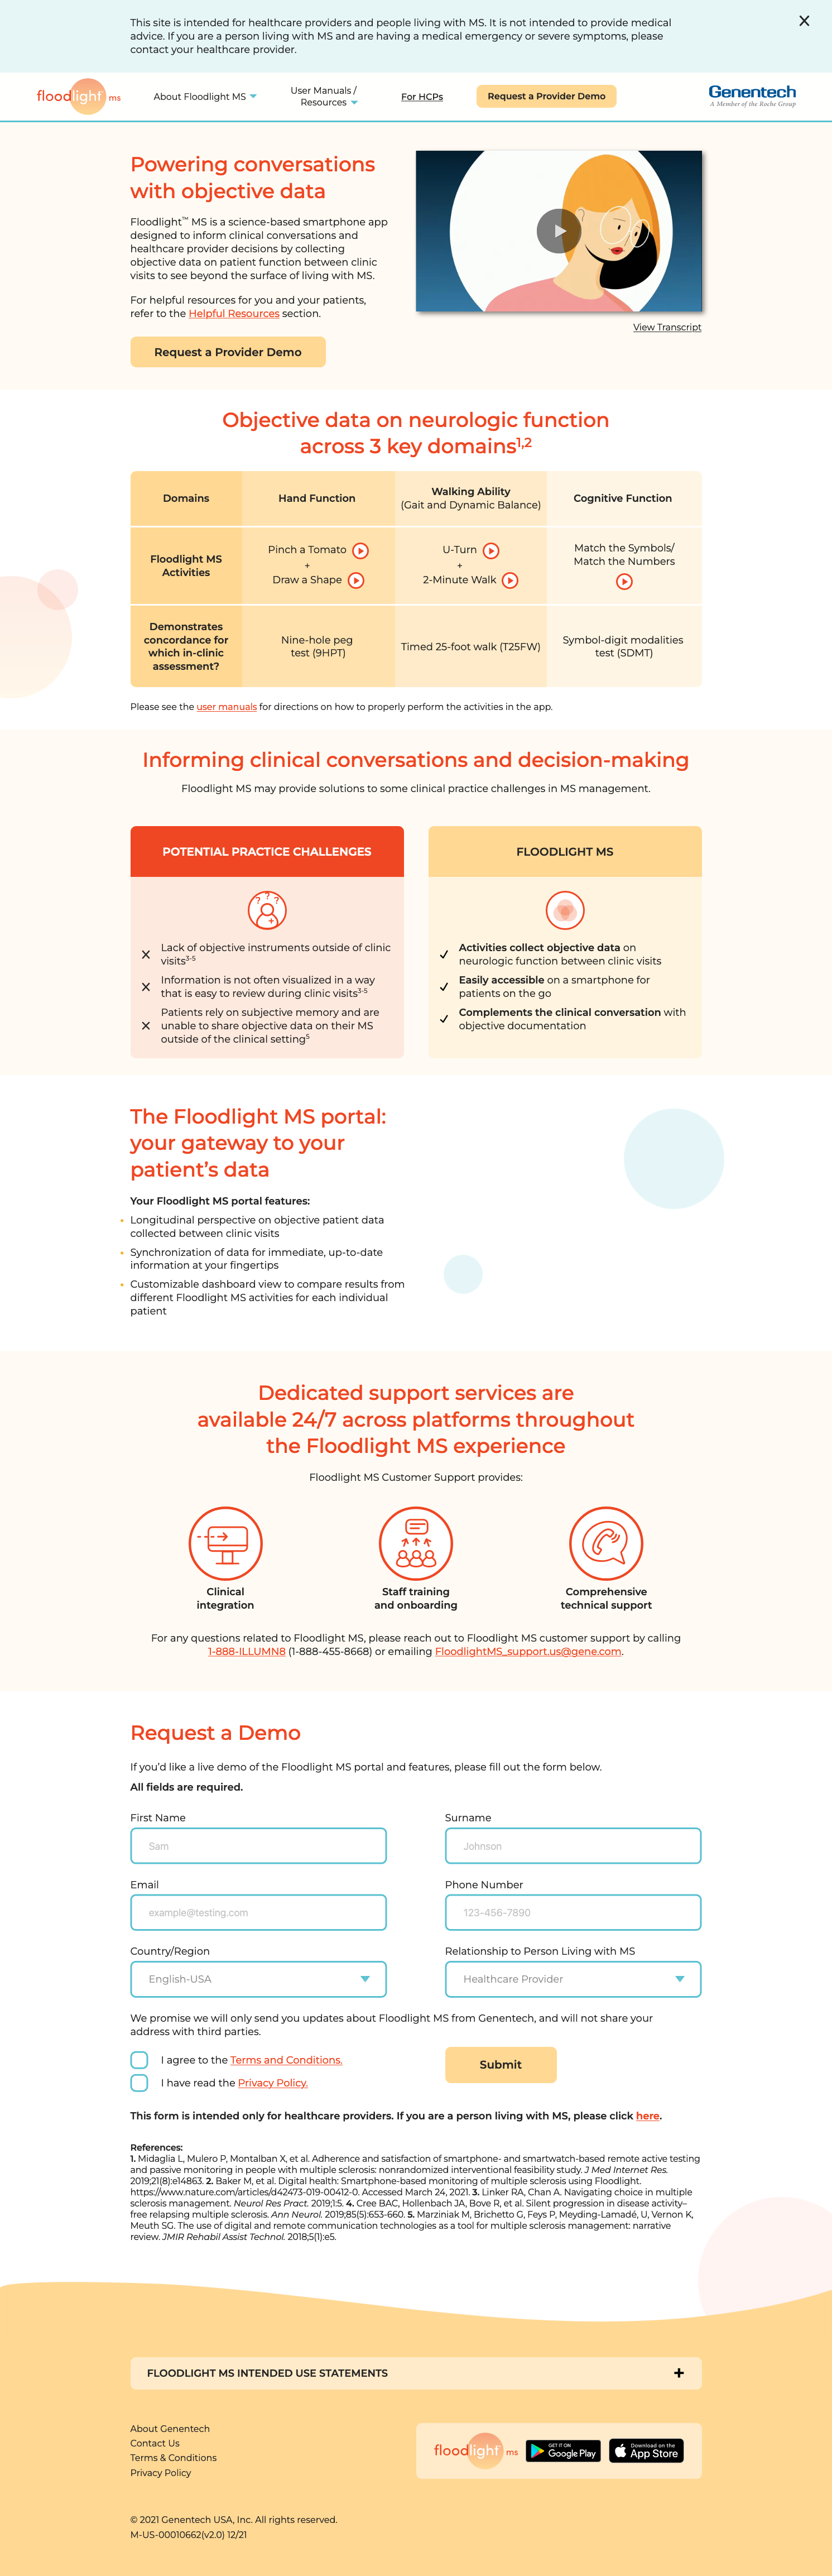 This site is intended for healthcare providers and people living with MS. It is not intended to provide medical
advice. If you are a person living with MS and are having a medical emergency or severe symptoms, please
contact your healthcare provider.
floodlight ms
About Floodlight MS
User Manuals /
Resources
For HCPs
Request a Provider Demo
Genentech
A Member of the Roche Group
Powering conversations
with objective data
Floodlight™ MS is a science-based smartphone app
designed to inform clinical conversations and
healthcare provider decisions by collecting
objective data on patient function between clinic
visits to see beyond the surface of living with MS.
For helpful resources for you and your patients,
refer to the Helpful Resources section.
View Transcript
Request a Provider Demo
Objective data on neurologic function
across 3 key domains1,2
Domains
Hand Function
Walking Ability
(Gait and Dynamic Balance)
Cognitive Function
Floodlight MS
Activities
Pinch a Tomato
+
Draw a Shape
U-Turn
+
2-Minute Walk
Match the Symbols/
Match the Numbers
Demonstrates
concordance for
which in-clinic
assessment?
Nine-hole peg
test (9HPT)
Timed 25-foot walk (T25FW)
Symbol-digit modalities
test (SDMT)
Please see the user manuals for directions on how to properly perform the activities in the app.
Informing clinical conversations and decision-making
Floodlight MS may provide solutions to some clinical practice challenges in MS management.
POTENTIAL PRACTICE CHALLENGES
Lack of objective instruments outside of clinic
visits3-5
Information is not often visualized in a way
that is easy to review during clinic visits3-5
Patients rely on subjective memory and are
unable to share objective data on their MS
outside of the clinical setting5
FLOODLIGHT MS
Activities collect objective data on
neurologic function between clinic visits
Easily accessible on a smartphone for
patients on the go
Complements the clinical conversation with
objective documentation
The Floodlight MS portal:
your gateway to your
patient's data
Your Floodlight MS portal features:
• Longitudinal perspective on objective patient data
collected between clinic visits
• Synchronization of data for immediate, up-to-date
information at your fingertips
• Customizable dashboard view to compare results from
different Floodlight MS activities for each individual
patient
Dedicated support services are
available 24/7 across platforms throughout
the Floodlight MS experience
Floodlight MS Customer Support provides:
Clinical
integration
Staff training
and onboarding
Comprehensive
technical support
For any questions related to Floodlight MS, please reach out to Floodlight MS customer support by calling
1-888-ILLUMN8 (1-888-455-8668) or emailing FloodlightMS_support.us@gene.com.
Request a Demo
If you'd like a live demo of the Floodlight MS portal and features, please fill out the form below.
All fields are required.
First Name
Surname
Sam
Johnson
Email
Phone Number
example@testing.com
123-456-7890
Country/Region
Relationship to Person Living with MS
English-USA
Healthcare Provider
We promise we will only send you updates about Floodlight MS from Genentech, and will not share your
address with third parties.
I agree to the Terms and Conditions.
I have read the Privacy Policy.
Submit
This form is intended only for healthcare providers. If you are a person living with MS, please click here.
References:
1. Midaglia L, Mulero P, Montalban X, et al. Adherence and satisfaction of smartphone- and smartwatch-based remote active testing
and passive monitoring in people with multiple sclerosis: nonrandomized interventional feasibility study. J Med Internet Res.
2019;21(8):e14863. 2. Baker M, et al. Digital health: Smartphone-based monitoring of multiple sclerosis using Floodlight.
https://www.nature.com/articles/d42473-019-00412-0. Accessed March 24, 2021. 3. Linker RA, Chan A. Navigating choice in multiple
sclerosis management. Neurol Res Pract. 2019;1:5. 4. Cree BAC, Hollenbach JA, Bove R, et al. Silent progression in disease activity–
free relapsing multiple sclerosis. Ann Neurol. 2019;85(5):653-660. 5. Marziniak M, Brichetto G, Feys P, Meyding-Lamadé, U, Vernon K,
Meuth SG. The use of digital and remote communication technologies as a tool for multiple sclerosis management: narrative
review. JMIR Rehabil Assist Technol. 2018;5(1):e5.
FLOODLIGHT MS INTENDED USE STATEMENTS
About Genentech
Contact Us
Terms & Conditions
Privacy Policy
floodlight ms
GET IT ON
Google Play
Download on the
App Store
© 2021 Genentech USA, Inc. All rights reserved.
M-US-00010662(v2.0) 12/21